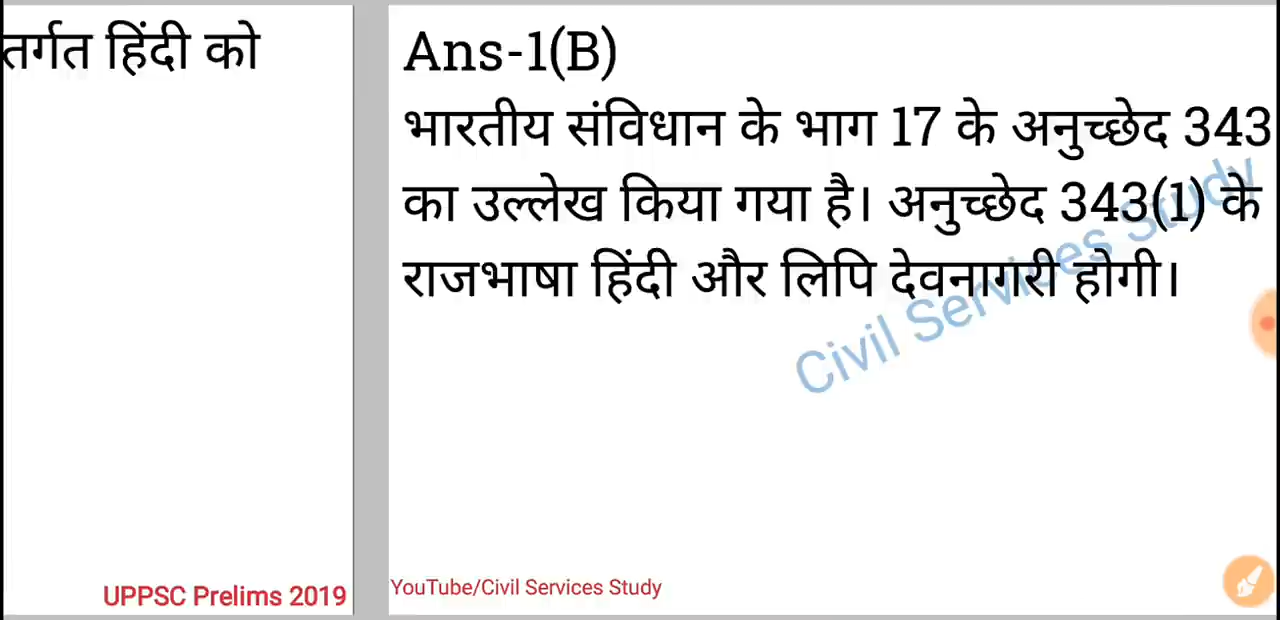 तर्गत हिंदी को
UPPSC Prelims 2019
Ans-1(B)
भारतीय संविधान के भाग 17 के अनुच्छेद 343
का उल्लेख किया गया है। अनुच्छेद 343(1) के
राजभाषा हिंदी और लिपि देवनागरी होगी।
Civil Services Study
YouTube/Civil Services Study